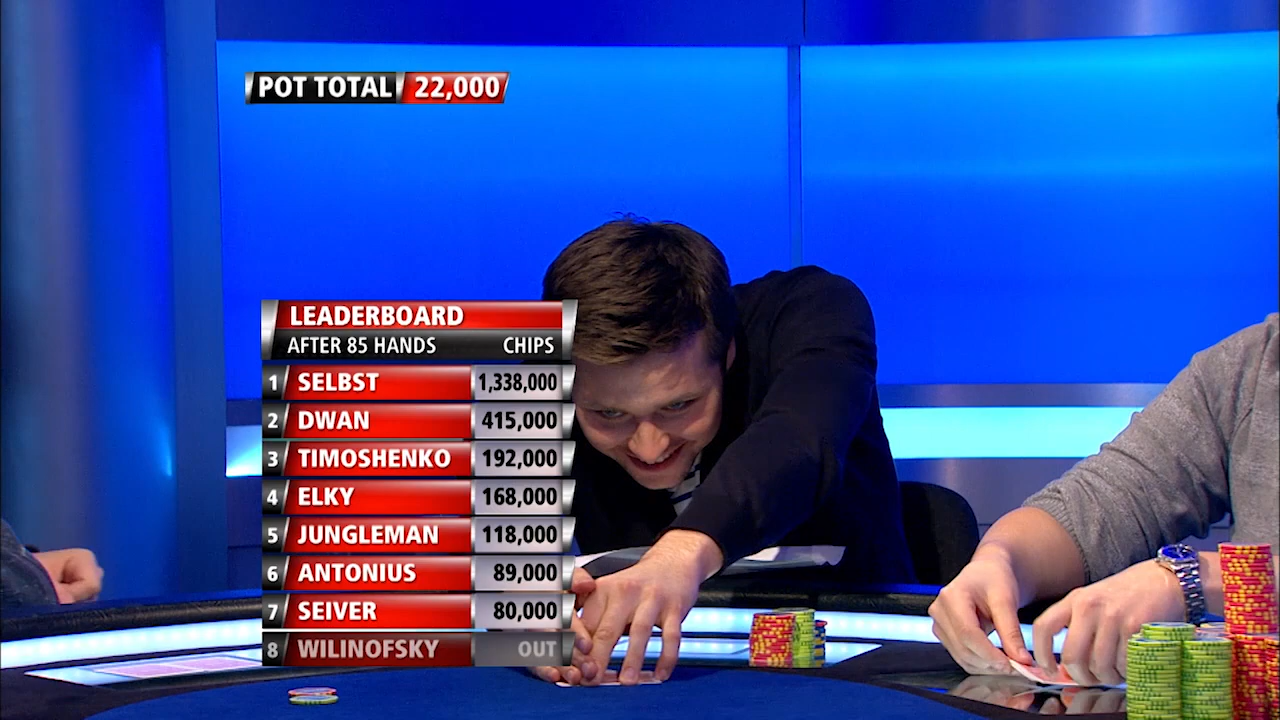 POT TOTAL 22,000
LEADERBOARD
AFTER 85 HANDS CHIPS
1 SELBST 1,338,000
2 DWAN 415,000
3 TIMOSHENKO 192,000
4 ELKY 168,000
5 JUNGLEMAN 118,000
6 ANTONIUS 89,000
7 SEIVER 80,000
8 WILINOFSKY OUT